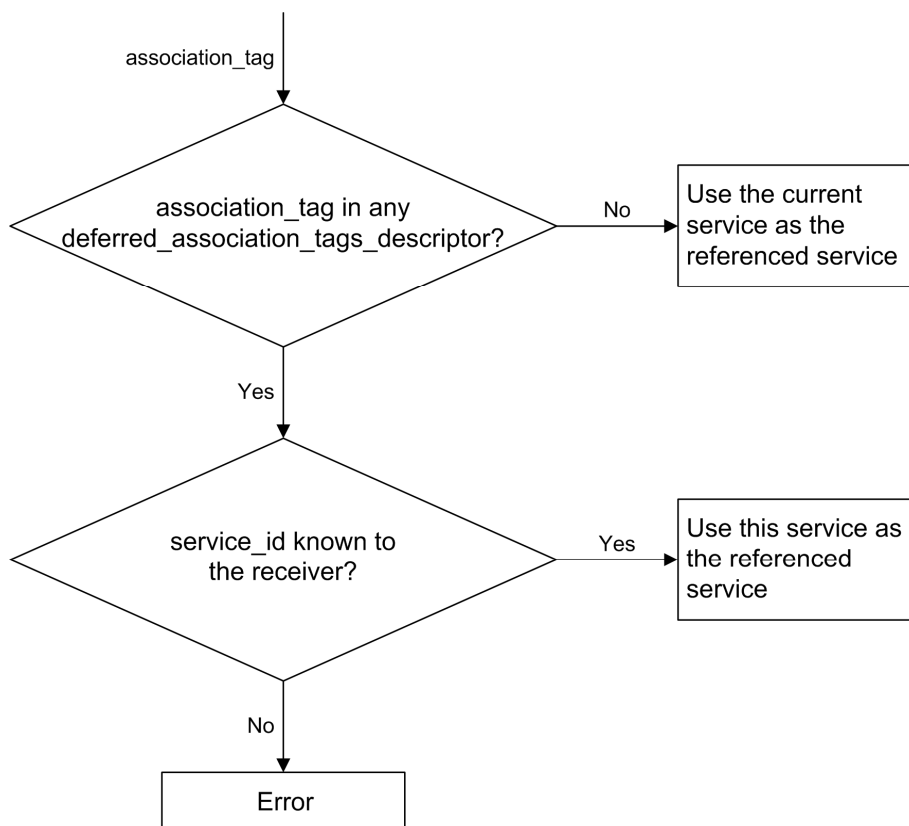 association_tag
association_tag in any
deferred_association_tags_descriptor?
No
Use the current
service as the
referenced service
Yes
service_id known to
the receiver?
Yes
Use this service as
the referenced
service
No
Error